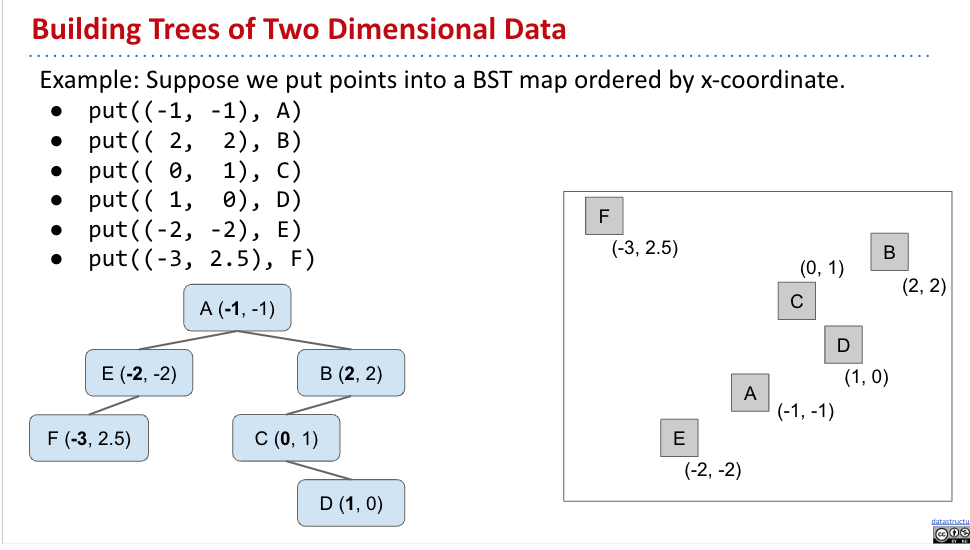 Building Trees of Two Dimensional Data
Example: Suppose we put points into a BST map ordered by x-coordinate.
● put((-1, -1), A)
● put(( 2, 2), B)
● put(( 0, 1), C)
● put(( 1, 0), D)
● put((-2, -2), E)
● put((-3, 2.5), F)
A (-1, -1)
E (-2, -2)
B (2, 2)
F (-3, 2.5)
C (0, 1)
D (1, 0)
F
(-3, 2.5)
B
(2, 2)
(0, 1)
C
D
(1, 0)
A
(-1, -1)
E
(-2, -2)
datastructu